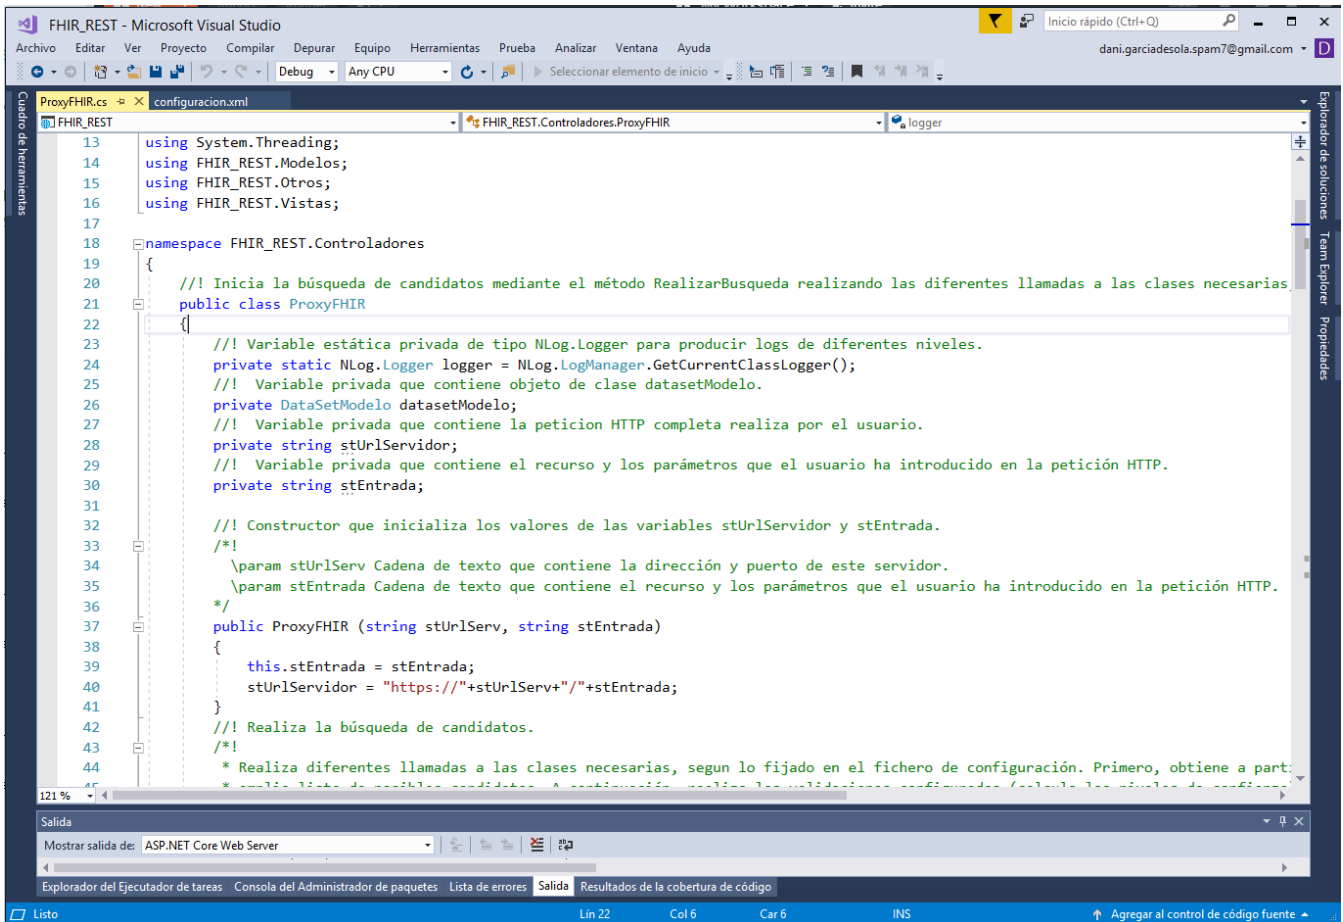 FHIR_REST - Microsoft Visual Studio
Inicio rápido (Ctrl+Q)
Archivo Editar Ver Proyecto Compilar Depurar Equipo Herramientas Prueba Analizar Ventana Ayuda
dani.garciadesola.spam7@gmail.com D
Debug Any CPU Seleccionar elemento de inicio
Cuadro de herramientas
ProxyFHIR.cs configuracion.xml
FHIR_REST FHIR_REST.Controladores.ProxyFHIR logger
13 using System.Threading;
14 using FHIR_REST.Modelos;
15 using FHIR_REST.Otros;
16 using FHIR_REST.Vistas;
17
18 namespace FHIR_REST.Controladores
19 {
20 //! Inicia la búsqueda de candidatos mediante el método RealizarBusqueda realizando las diferentes llamadas a las clases necesarias
21 public class ProxyFHIR
22 {
23 //! Variable estática privada de tipo NLog.Logger para producir logs de diferentes niveles.
24 private static NLog.Logger logger = NLog.LogManager.GetCurrentClassLogger();
25 //!  Variable privada que contiene objeto de clase datasetModelo.
26 private DataSetModelo datasetModelo;
27 //!  Variable privada que contiene la peticion HTTP completa realiza por el usuario.
28 private string stUrlServidor;
29 //!  Variable privada que contiene el recurso y los parámetros que el usuario ha introducido en la petición HTTP.
30 private string stEntrada;
31
32 //! Constructor que inicializa los valores de las variables stUrlServidor y stEntrada.
33 /*!
34 \param stUrlServ Cadena de texto que contiene la dirección y puerto de este servidor.
35 \param stEntrada Cadena de texto que contiene el recurso y los parámetros que el usuario ha introducido en la petición HTTP.
36 */
37 public ProxyFHIR (string stUrlServ, string stEntrada)
38 {
39 this.stEntrada = stEntrada;
40 stUrlServidor = "https://"+stUrlServ+"/"+stEntrada;
41 }
42 //! Realiza la búsqueda de candidatos.
43 /*!
44 * Realiza diferentes llamadas a las clases necesarias, segun lo fijado en el fichero de configuración. Primero, obtiene a part
Explorador de soluciones
Team Explorer
Propiedades
121 %
Salida
Mostrar salida de: ASP.NET Core Web Server
Explorador del Ejecutador de tareas Consola del Administrador de paquetes Lista de errores Salida Resultados de la cobertura de código
Listo Lín 22 Col 6 Car 6 INS Agregar al control de código fuente